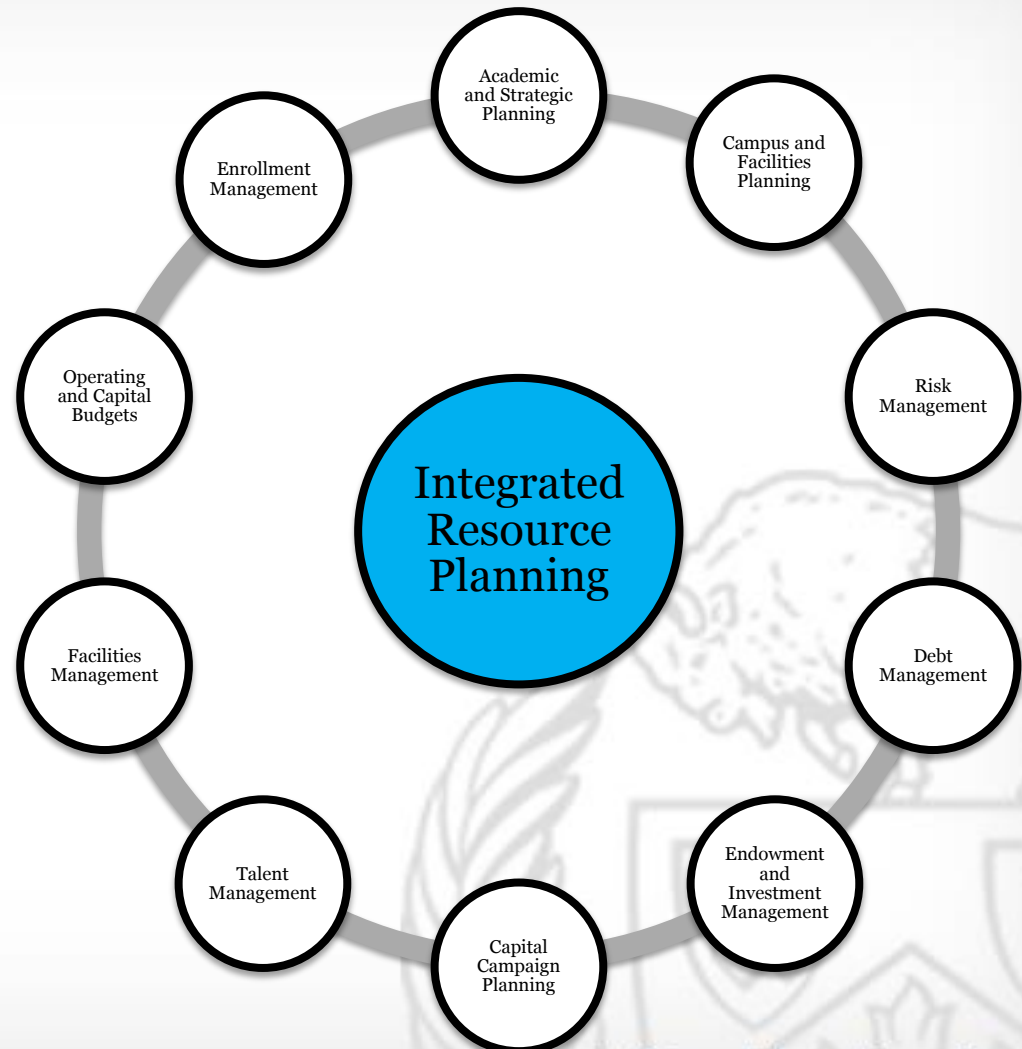 Academic
and Strategic
Planning
Campus and
Facilities
Planning
Risk
Management
Debt
Management
Endowment
and
Investment
Management
Capital
Campaign
Planning
Talent
Management
Facilities
Management
Operating
and Capital
Budgets
Enrollment
Management
Integrated
Resource
Planning